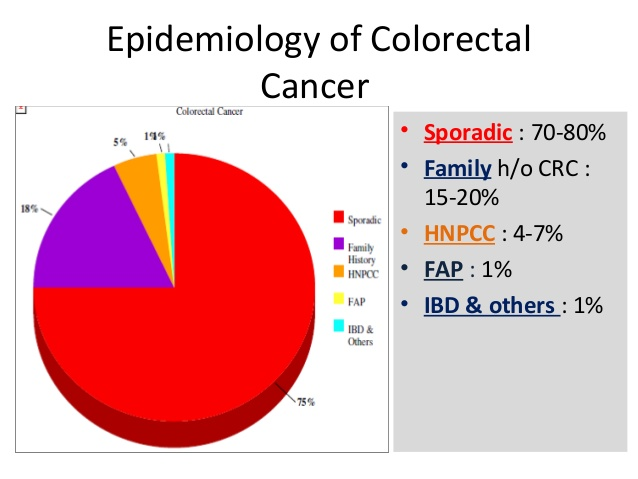 Epidemiology of Colorectal
Cancer
Colorectal Cancer
1%
1%
5%
18%
75%
Sporadic
Family
History
HNPCC
FAP
IBD &
Others
• Sporadic : 70-80%
• Family h/o CRC :
15-20%
• HNPCC : 4-7%
• FAP : 1%
• IBD & others : 1%